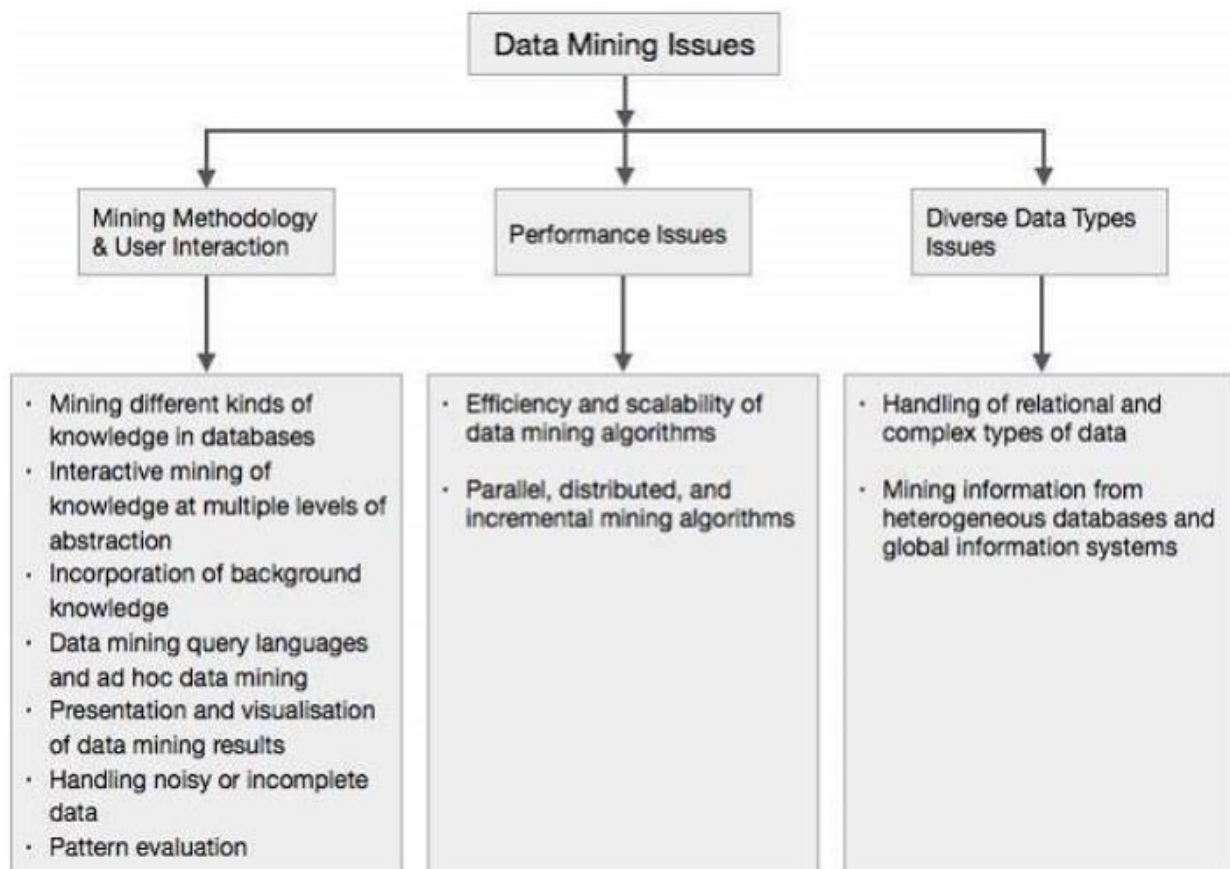 Data Mining Issues
Mining Methodology
& User Interaction
Performance Issues
Diverse Data Types
Issues
· Mining different kinds of
knowledge in databases
· Interactive mining of
knowledge at multiple levels of
abstraction
· Incorporation of background
knowledge
· Data mining query languages
and ad hoc data mining
· Presentation and visualisation
of data mining results
· Handling noisy or incomplete
data
· Pattern evaluation
· Efficiency and scalability of
data mining algorithms
· Parallel, distributed, and
incremental mining algorithms
· Handling of relational and
complex types of data
· Mining information from
heterogeneous databases and
global information systems